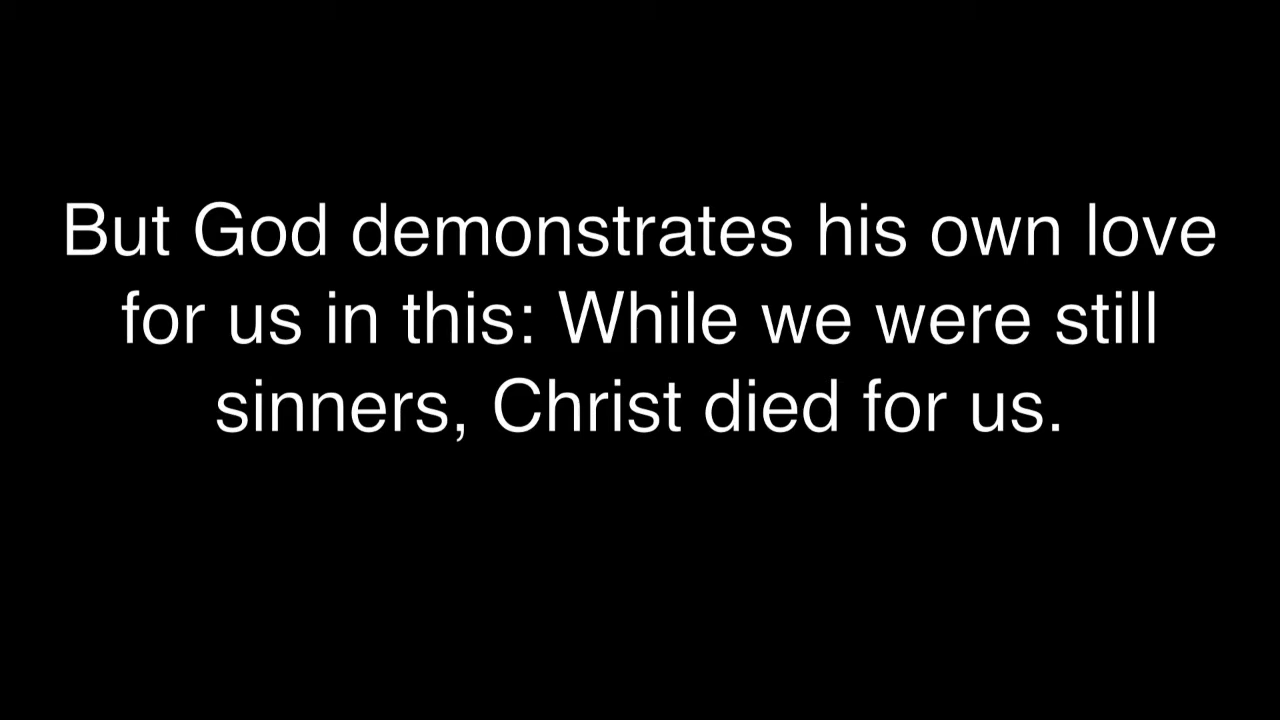 But God demonstrates his own love
for us in this: While we were still
sinners, Christ died for us.